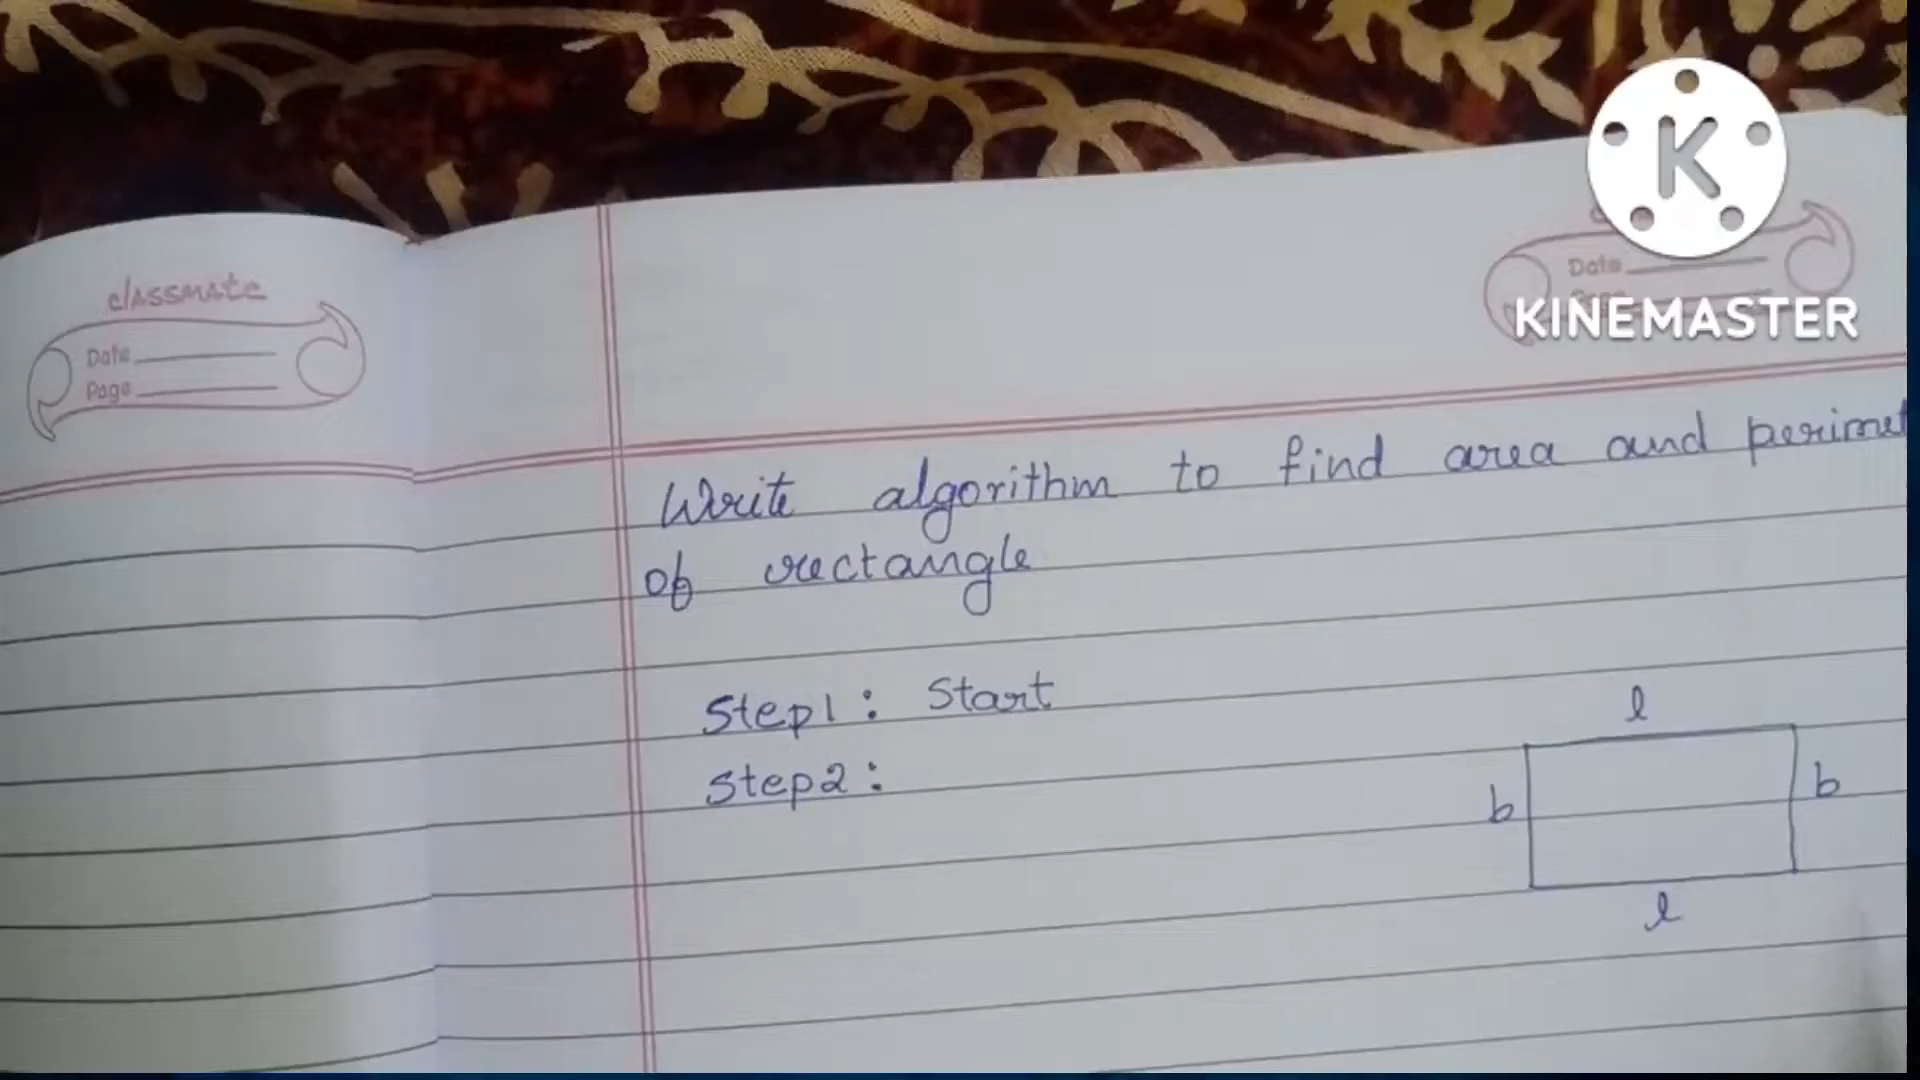 classmate
Date
Page
Date
KINEMASTER
Write algorithm to find area and perimet
of rectangle
Step1: Start
Step2:
l
b
b
l